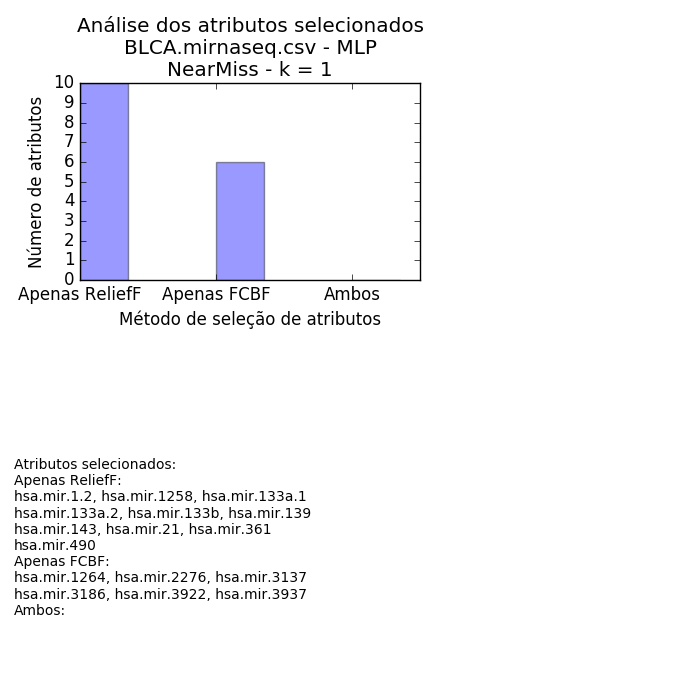 Análise dos atributos selecionados
BLCA.mirnaseq.csv - MLP
NearMiss - k = 1
Número de atributos
10
9
8
7
6
5
4
3
2
1
0
Apenas ReliefF
Apenas FCBF
Ambos
Método de seleção de atributos
Atributos selecionados:
Apenas ReliefF:
hsa.mir.1.2, hsa.mir.1258, hsa.mir.133a.1
hsa.mir.133a.2, hsa.mir.133b, hsa.mir.139
hsa.mir.143, hsa.mir.21, hsa.mir.361
hsa.mir.490
Apenas FCBF:
hsa.mir.1264, hsa.mir.2276, hsa.mir.3137
hsa.mir.3186, hsa.mir.3922, hsa.mir.3937
Ambos: